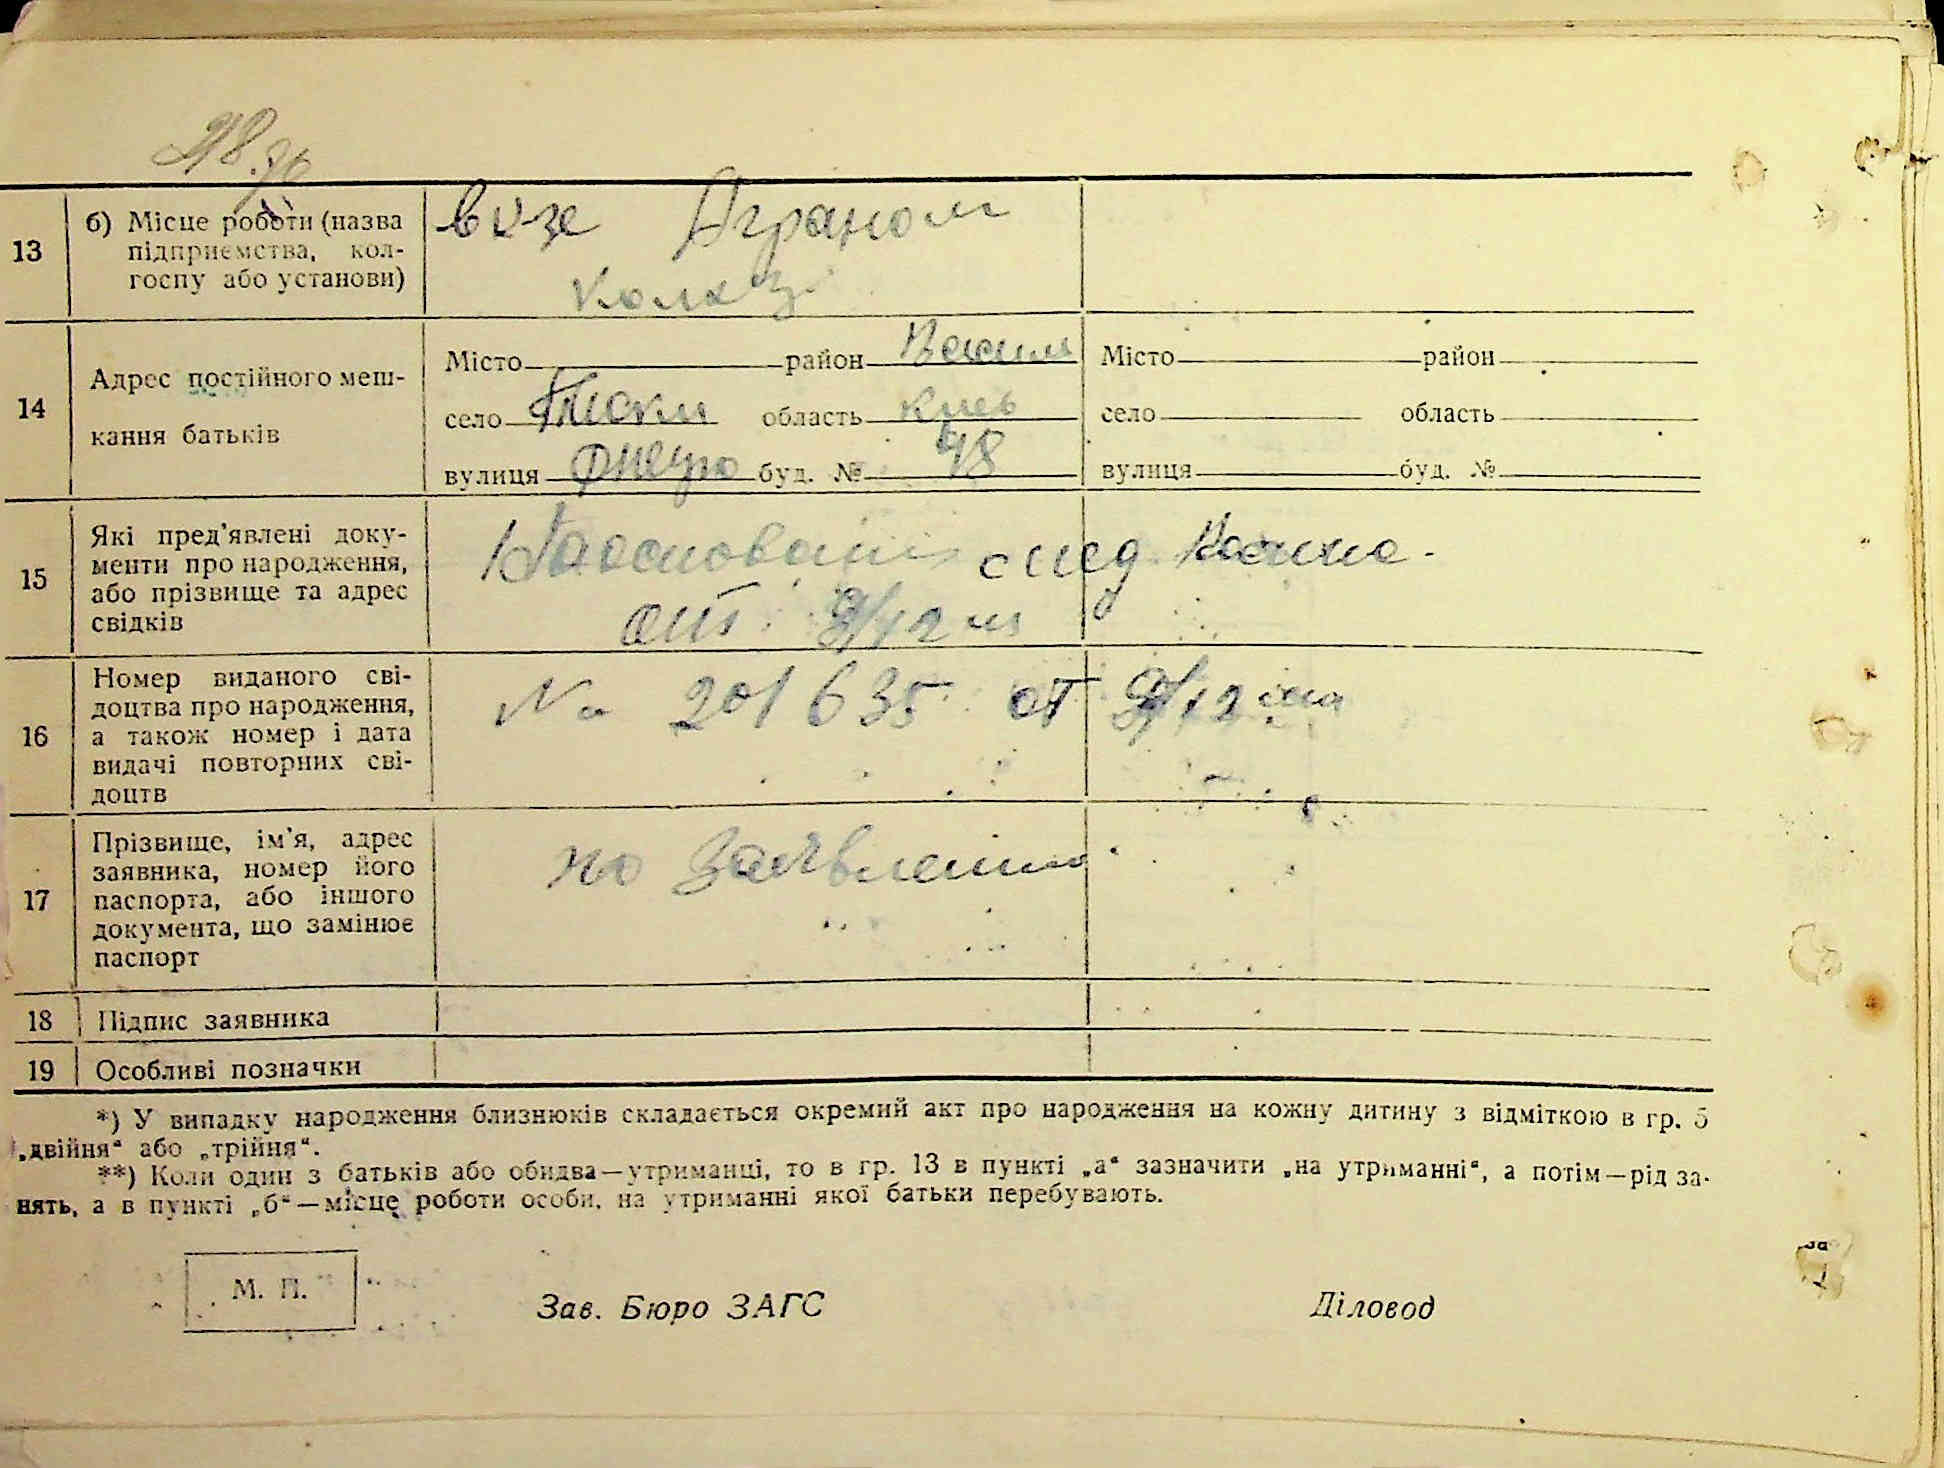 13
б) Місце роботи (назва
підприємства, кол-
госпу або установи)
Аграном
14
Адрес постійного меш-
кання батьків
Місто район
село область Киев
вулиця буд. № 48
Місто район
село область
вулиця буд. №
15
Які пред'явлені доку-
менти про народження,
або прізвище та адрес
свідків
16
Номер виданого сві-
доцтва про народження,
а також номер і дата
видачі повторних сві-
доцтв
№ 201635 от
17
Прізвище, ім'я, адрес
заявника, номер його
паспорта, або іншого
документа, що замінює
паспорт
по Заявлению
18 Підпис заявника
19 Особливі позначки
*) У випадку народження близнюків складається окремий акт про народження на кожну дитину з відміткою в гр. 5
„двійня“ або „трійня“.
**) Коли один з батьків або обидва—утриманці, то в гр. 13 в пункті „а“ зазначити „на утриманні“, а потім—рід за-
нять, а в пункті „б“—місце роботи особи, на утриманні якої батьки перебувають.
М. П.
Зав. Бюро ЗАГС Діловод